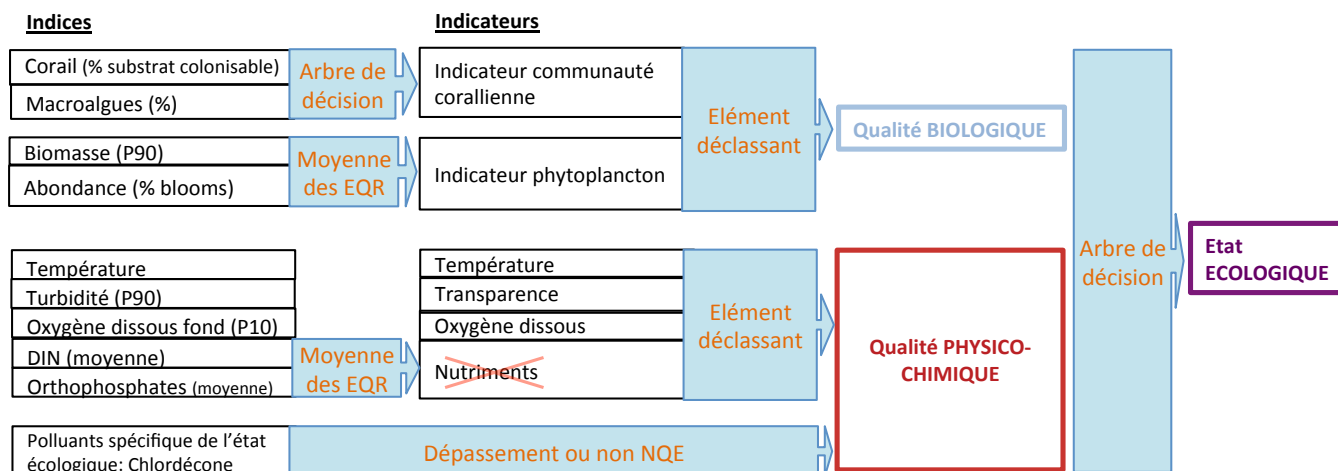 Indices
Indicateurs
Corail (% substrat colonisable)
Macroalgues (%)
Arbre de
décision
Indicateur communauté
corallienne
Biomasse (P90)
Abondance (% blooms)
Moyenne
des EQR
Indicateur phytoplancton
Elément
déclassant
Qualité BIOLOGIQUE
Température
Turbidité (P90)
Oxygène dissous fond (P10)
DIN (moyenne)
Orthophosphates (moyenne)
Moyenne
des EQR
Température
Transparence
Oxygène dissous
Nutriments
Elément
déclassant
Qualité PHYSICO-
CHIMIQUE
Polluants spécifique de l’état
écologique: Chlordécone
Dépassement ou non NQE
Arbre de
décision
Etat
ECOLOGIQUE